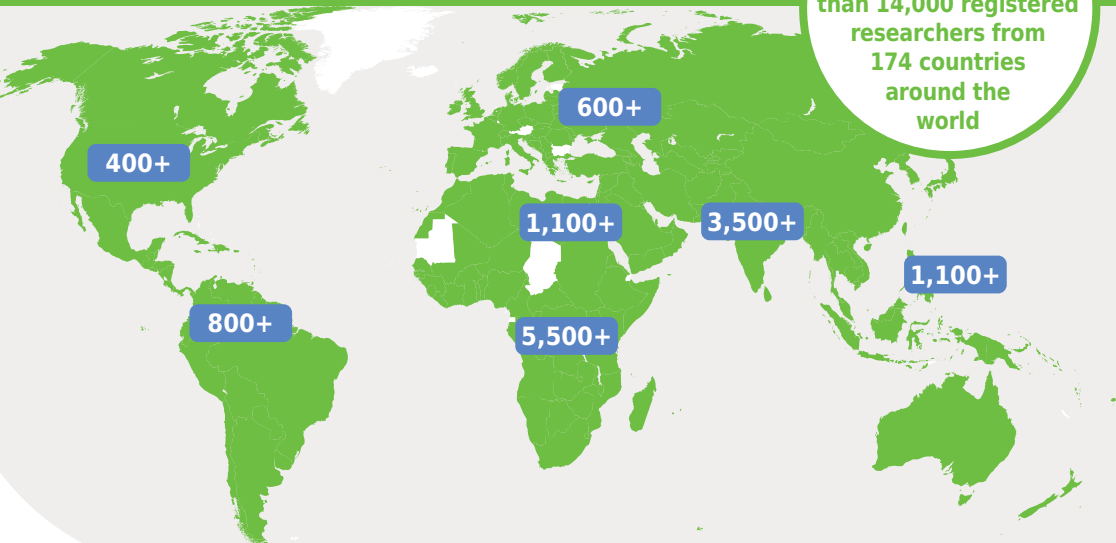 than 14,000 registered
researchers from
174 countries
around the
world
600+
400+
1,100+
3,500+
1,100+
800+
5,500+